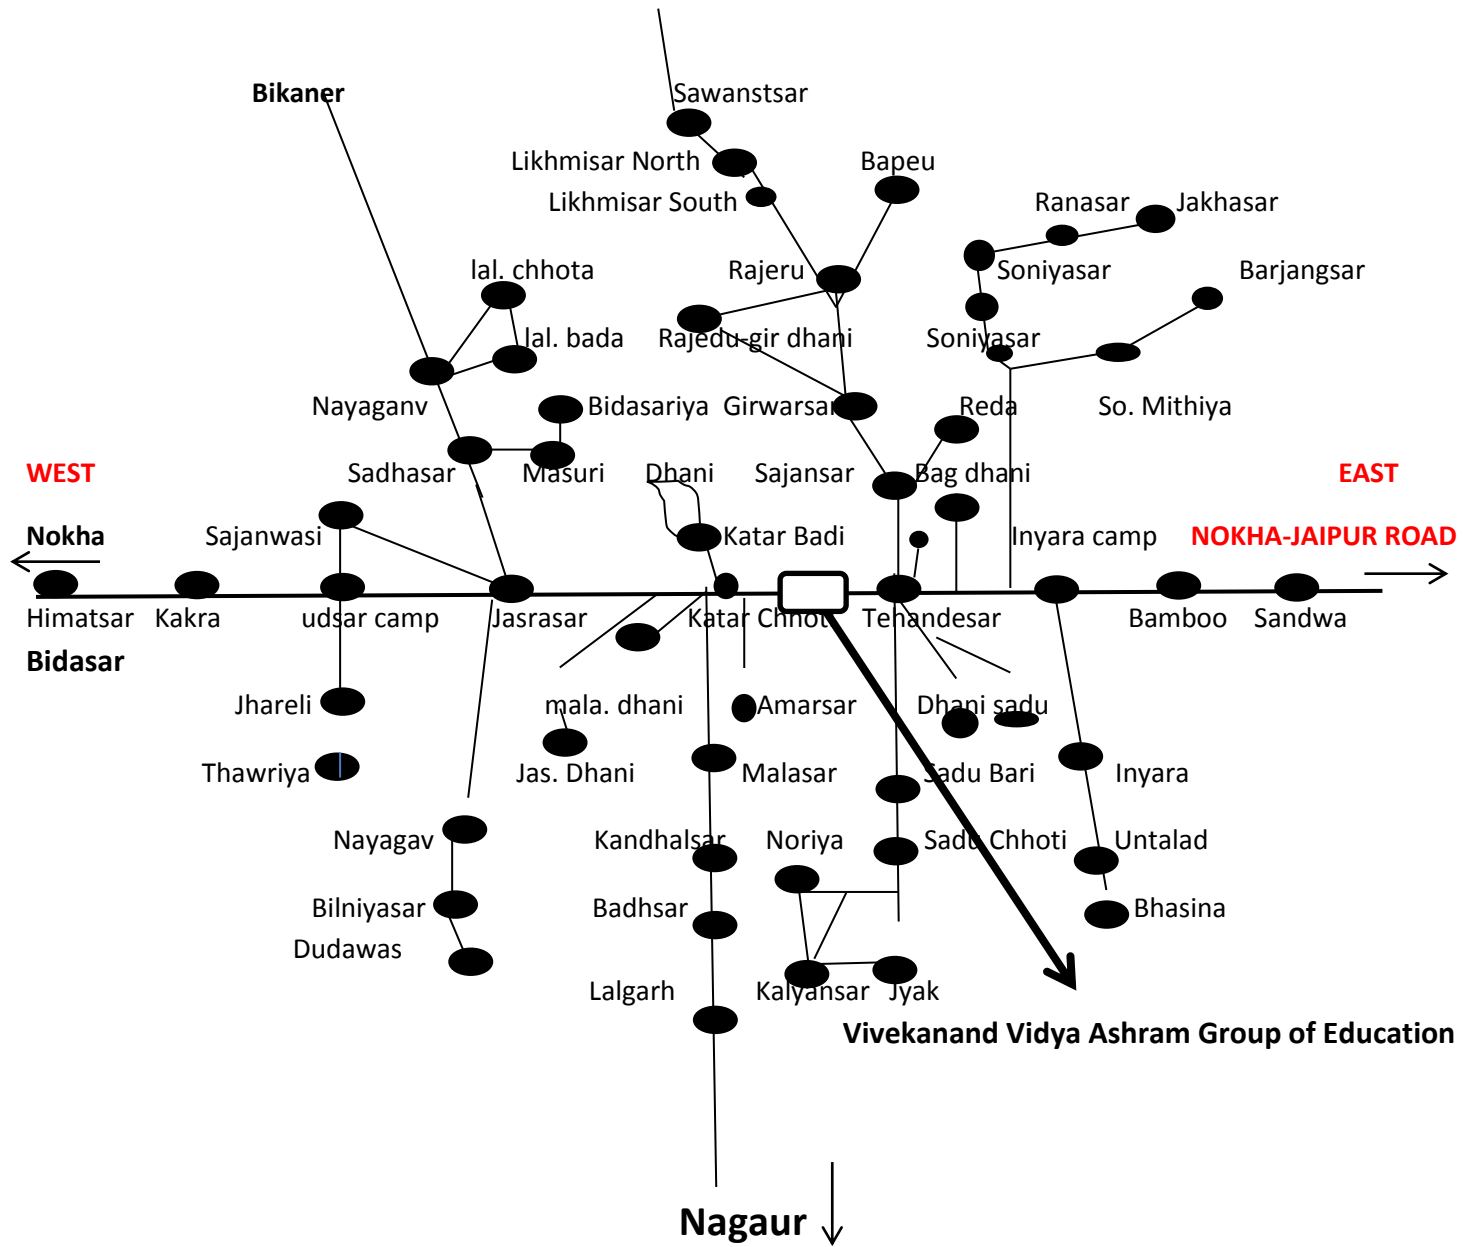 Bikaner
Sawanstsar
Likhmisar North
Bapeu
Likhmisar South
Ranasar
Jakhasar
lal. chhota
Rajeru
Soniyasar
Barjangsar
lal. bada
Rajedu-gir dhani
Soniyasar
Nayaganv
Bidasariya
Girwarsar
Reda
So. Mithiya
WEST
Sadhasar
Masuri
Dhani
Sajansar
Bag dhani
EAST
Nokha
Sajanwasi
Katar Badi
Inyara camp
NOKHA-JAIPUR ROAD
Himatsar
Kakra
udsar camp
Jasrasar
Katar Chhoti
Tehandesar
Bamboo
Sandwa
Bidasar
Jhareli
mala. dhani
Amarsar
Dhani sadu
Thawriya
Jas. Dhani
Malasar
Sadu Bari
Inyara
Nayagav
Kandhalsar
Noriya
Sadu Chhoti
Untalad
Bilniyasar
Badhsar
Bhasina
Dudawas
Lalgarh
Kalyansar
Jyak
Vivekanand Vidya Ashram Group of Education
Nagaur